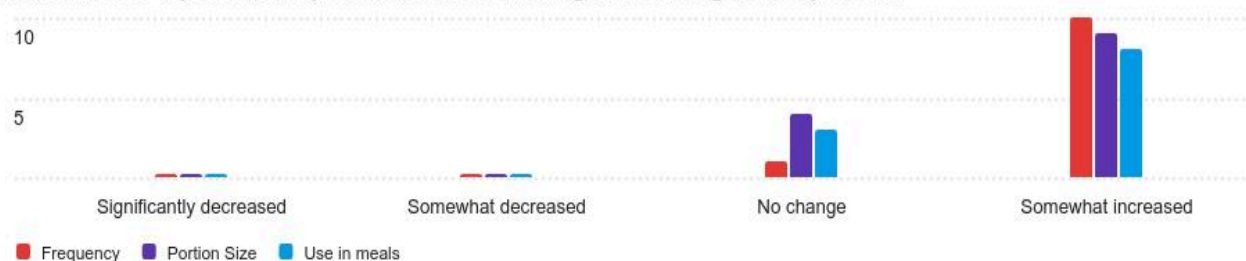 10
5
Significantly decreased Somewhat decreased No change Somewhat increased
Frequency Portion Size Use in meals